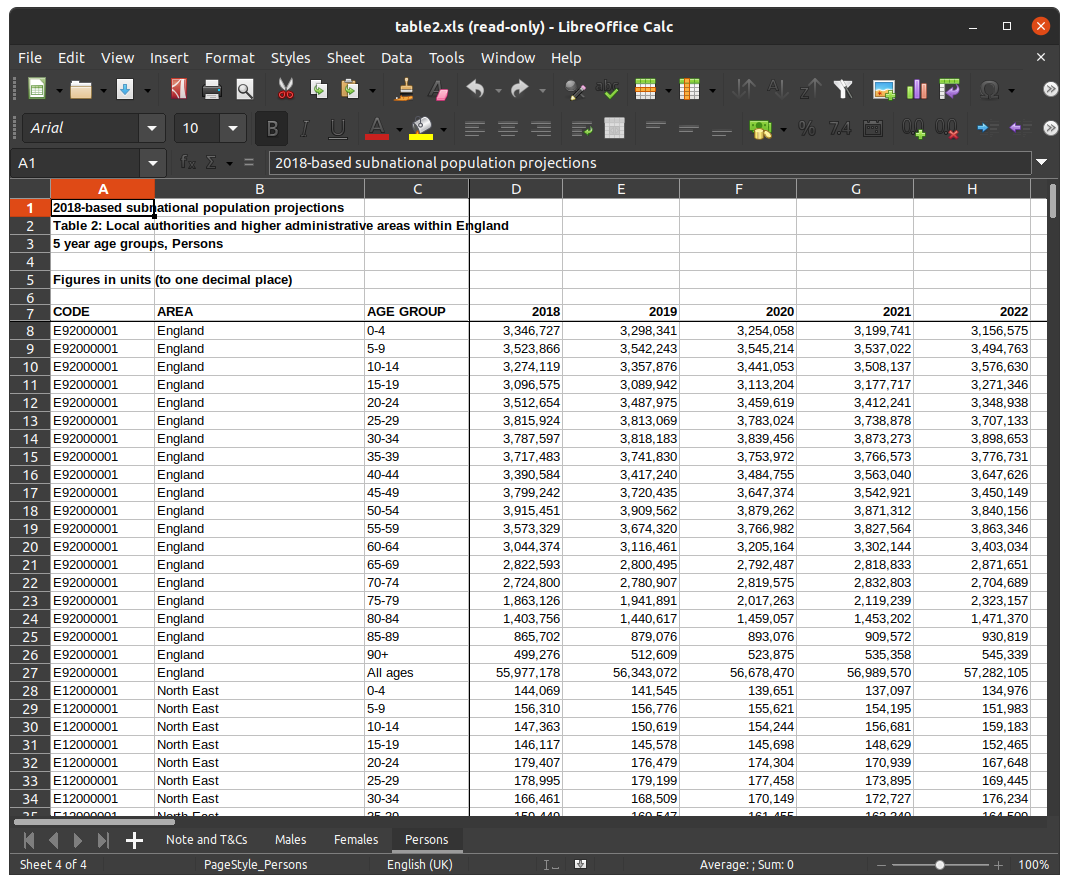 table2.xls (read-only) - LibreOffice Calc
File Edit View Insert Format Styles Sheet Data Tools Window Help
Arial 10
A1 2018-based subnational population projections
A B C D E F G H
1 2018-based subnational population projections
2 Table 2: Local authorities and higher administrative areas within England
3 5 year age groups, Persons
4
5 Figures in units (to one decimal place)
6
7 CODE AREA AGE GROUP 2018 2019 2020 2021 2022
8 E92000001 England 0-4 3,346,727 3,298,341 3,254,058 3,199,741 3,156,575
9 E92000001 England 5-9 3,523,866 3,542,243 3,545,214 3,537,022 3,494,763
10 E92000001 England 10-14 3,274,119 3,357,876 3,441,053 3,508,137 3,576,630
11 E92000001 England 15-19 3,096,575 3,089,942 3,113,204 3,177,717 3,271,346
12 E92000001 England 20-24 3,512,654 3,487,975 3,459,619 3,412,241 3,348,938
13 E92000001 England 25-29 3,815,924 3,813,069 3,783,024 3,738,878 3,707,133
14 E92000001 England 30-34 3,787,597 3,818,183 3,839,456 3,873,273 3,898,653
15 E92000001 England 35-39 3,717,483 3,741,830 3,753,972 3,766,573 3,776,731
16 E92000001 England 40-44 3,390,584 3,417,240 3,484,755 3,563,040 3,647,626
17 E92000001 England 45-49 3,799,242 3,720,435 3,647,374 3,542,921 3,450,149
18 E92000001 England 50-54 3,915,451 3,909,562 3,879,262 3,871,312 3,840,156
19 E92000001 England 55-59 3,573,329 3,674,320 3,766,982 3,827,564 3,863,346
20 E92000001 England 60-64 3,044,374 3,116,461 3,205,164 3,302,144 3,403,034
21 E92000001 England 65-69 2,822,593 2,800,495 2,792,487 2,818,833 2,871,651
22 E92000001 England 70-74 2,724,800 2,780,907 2,819,575 2,832,803 2,704,689
23 E92000001 England 75-79 1,863,126 1,941,891 2,017,263 2,119,239 2,323,157
24 E92000001 England 80-84 1,403,756 1,440,617 1,459,057 1,453,202 1,471,370
25 E92000001 England 85-89 865,702 879,076 893,076 909,572 930,819
26 E92000001 England 90+ 499,276 512,609 523,875 535,358 545,339
27 E92000001 England All ages 55,977,178 56,343,072 56,678,470 56,989,570 57,282,105
28 E12000001 North East 0-4 144,069 141,545 139,651 137,097 134,976
29 E12000001 North East 5-9 156,310 156,776 155,621 154,195 151,983
30 E12000001 North East 10-14 147,363 150,619 154,244 156,681 159,183
31 E12000001 North East 15-19 146,117 145,578 145,698 148,629 152,465
32 E12000001 North East 20-24 179,407 176,479 174,304 170,939 167,648
33 E12000001 North East 25-29 178,995 179,199 177,458 173,895 169,445
34 E12000001 North East 30-34 166,461 168,509 170,149 172,727 176,234
Note and T&Cs Males Females Persons
Sheet 4 of 4 PageStyle_Persons English (UK) Average: ; Sum: 0 100%